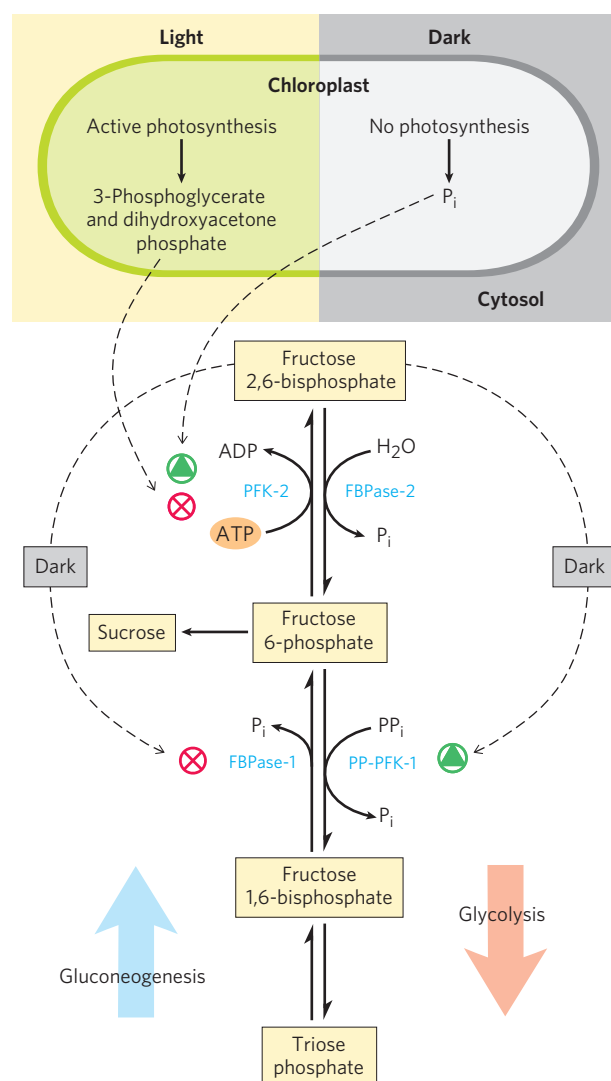 Light
Dark
Chloroplast
Active photosynthesis
No photosynthesis
3-Phosphoglycerate
and dihydroxyacetone
phosphate
Pi
Cytosol
Fructose
2,6-bisphosphate
ADP
H2O
PFK-2
FBPase-2
ATP
Pi
Dark
Dark
Sucrose
Fructose
6-phosphate
Pi
PPi
FBPase-1
PP-PFK-1
Pi
Fructose
1,6-bisphosphate
Glycolysis
Gluconeogenesis
Triose
phosphate